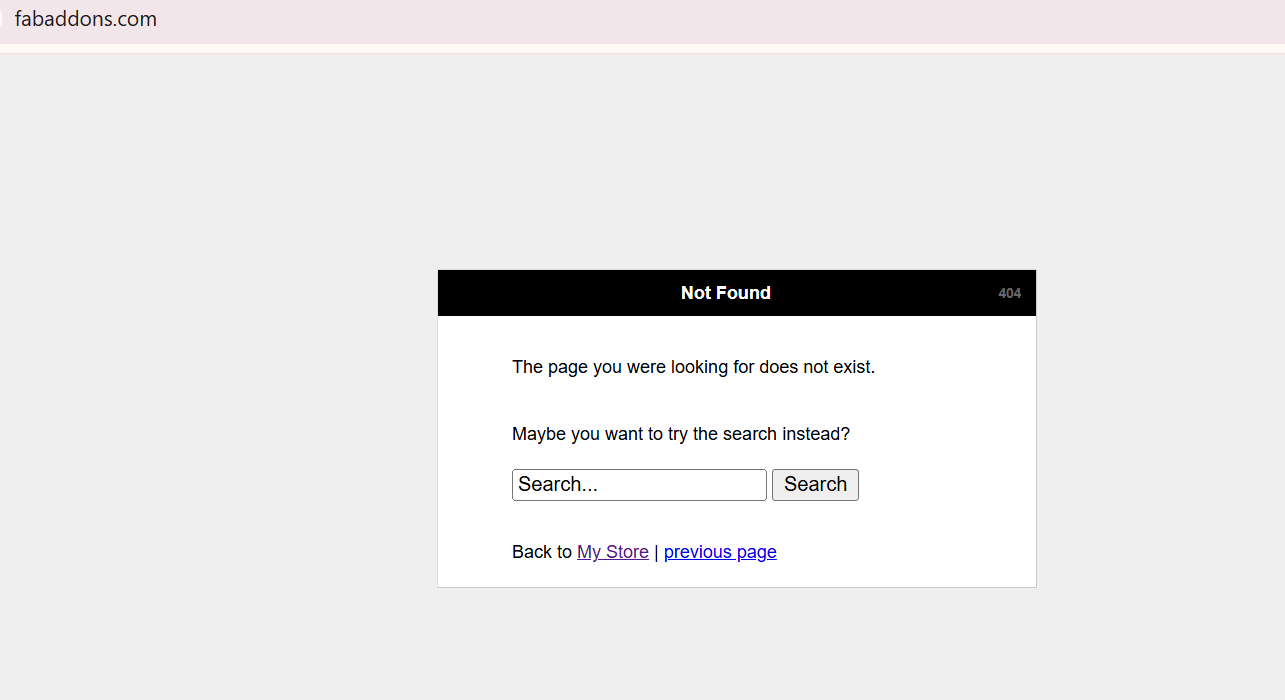 fabaddons.com
Not Found 404
The page you were looking for does not exist.
Maybe you want to try the search instead?
Search... Search
Back to My Store | previous page